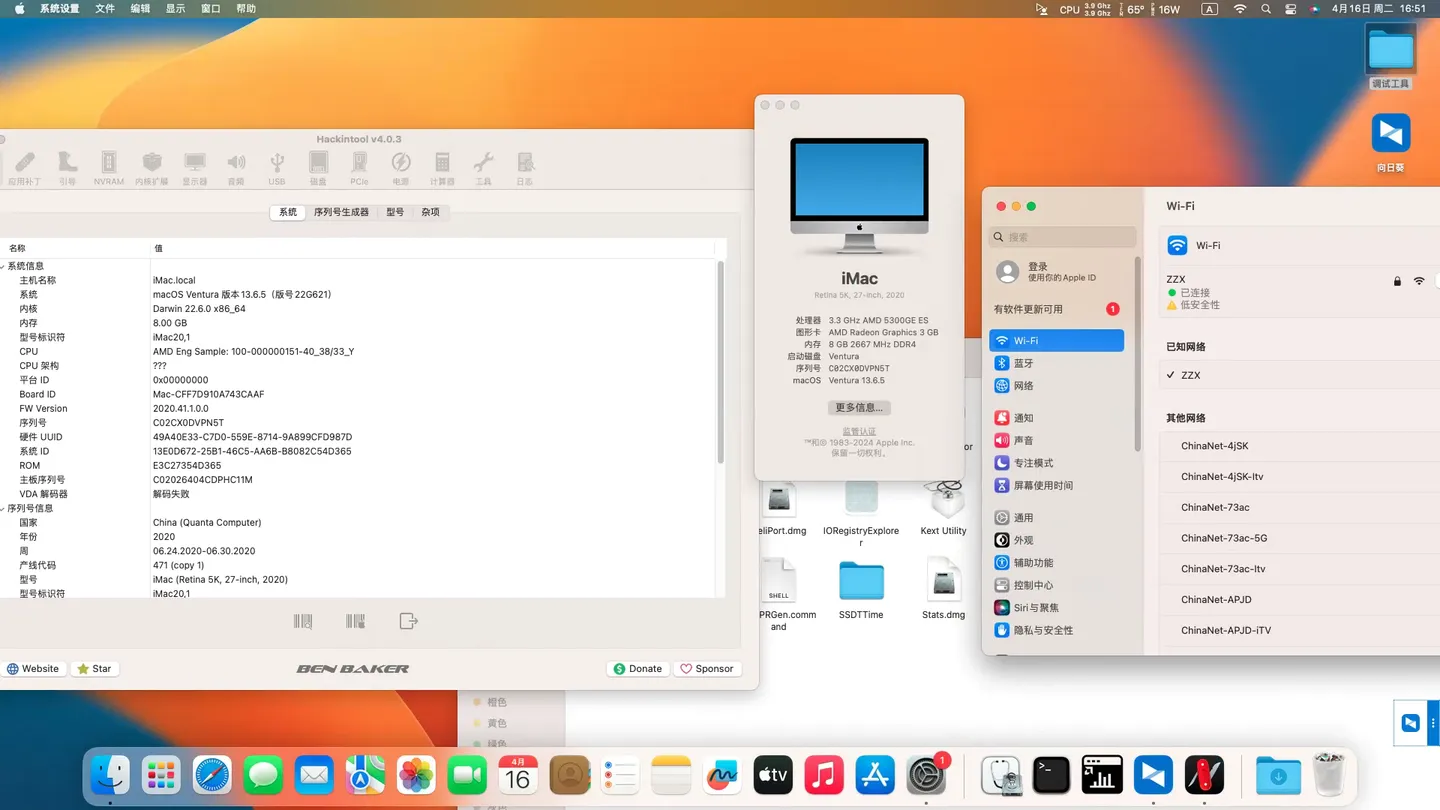 系统设置 文件 编辑 显示 窗口 帮助
CPU 3.9 Ghz 3.9 Ghz 65° 16W A 4月16日 周二 16:51
调试工具
向日葵
Hackintool v4.0.3
应用补丁 引导 NVRAM 内核扩展 显示器 音频 USB 磁盘 PCIe 电源 计算器 工具 日志
系统 序列号生成器 型号 杂项
名称 值
系统信息
主机名称 iMac.local
系统 macOS Ventura 版本 13.6.5（版号 22G621）
内核 Darwin 22.6.0 x86_64
内存 8.00 GB
型号标识符 iMac20,1
CPU AMD Eng Sample: 100-000000151-40_38/33_Y
CPU 架构 ???
平台 ID 0x00000000
Board ID Mac-CFF7D910A743CAAF
FW Version 2020.41.1.0.0
序列号 C02CX0DVPN5T
硬件 UUID 49A40E33-C7D0-559E-8714-9A899CFD987D
系统 ID 13E0D672-25B1-46C5-AA6B-B8082C54D365
ROM E3C27354D365
主板序列号 C02026404CDPHC11M
VDA 解码器 解码失败
序列号信息
国家 China (Quanta Computer)
年份 2020
周 06.24.2020-06.30.2020
产线代码 471 (copy 1)
型号 iMac (Retina 5K, 27-inch, 2020)
型号标识符 iMac20,1
Website Star BEN BAKER Donate Sponsor
iMac
Retina 5K, 27-inch, 2020
处理器 3.3 GHz AMD 5300GE ES
图形卡 AMD Radeon Graphics 3 GB
内存 8 GB 2667 MHz DDR4
启动磁盘 Ventura
序列号 C02CX0DVPN5T
macOS Ventura 13.6.5
更多信息...
监管认证
™和© 1983-2024 Apple Inc.
保留一切权利。
or
eliPort.dmg IORegistryExplorer Kext Utility
SHELL
PRGen.command SSDTTime Stats.dmg
橙色
黄色
绿色
搜索
登录
使用你的 Apple ID
有软件更新可用 1
Wi-Fi
蓝牙
网络
通知
声音
专注模式
屏幕使用时间
通用
外观
辅助功能
控制中心
Siri 与聚焦
隐私与安全性
Wi-Fi
Wi-Fi
ZZX
已连接
低安全性
已知网络
ZZX
其他网络
ChinaNet-4jSK
ChinaNet-4jSK-Itv
ChinaNet-73ac
ChinaNet-73ac-5G
ChinaNet-73ac-Itv
ChinaNet-APJD
ChinaNet-APJD-iTV
4月
16
tv
1